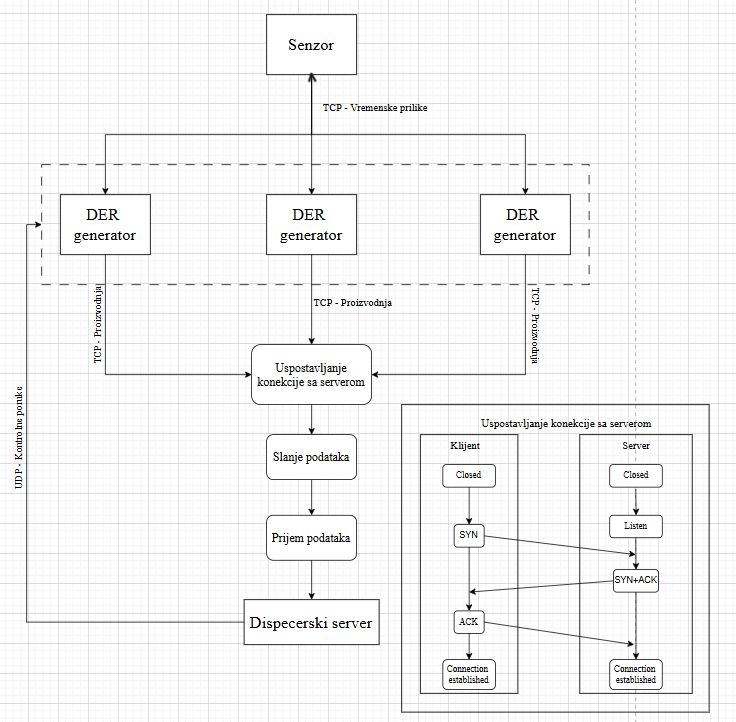 Senzor
TCP - Vremenske prilike
DER
generator
DER
generator
DER
generator
TCP - Proizvodnja
TCP - Proizvodnja
TCP - Proizvodnja
Uspostavljanje
konekcije sa serverom
Slanje podataka
Prijem podataka
Dispecerski server
UDP - Kontrolne poruke
Uspostavljanje konekcije sa serverom
Klijent
Closed
SYN
ACK
Connection
established
Server
Closed
Listen
SYN+ACK
Connection
established